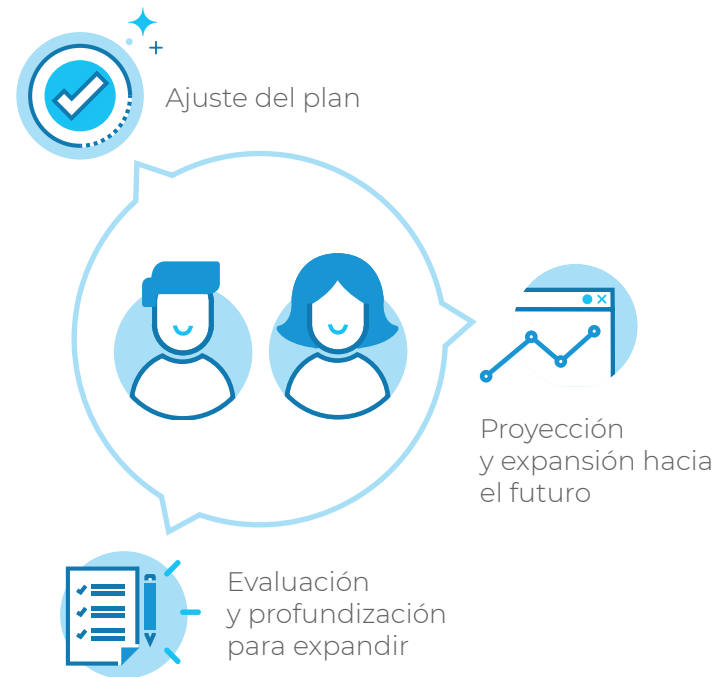 Ajuste del plan
Proyección
y expansión hacia
el futuro
Evaluación
y profundización
para expandir